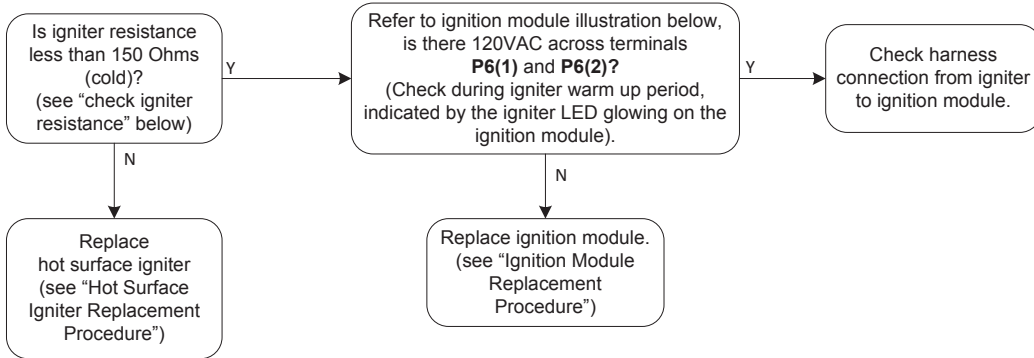 Is igniter resistance
less than 150 Ohms
(cold)?
(see “check igniter
resistance” below)
Y
N
Refer to ignition module illustration below,
is there 120VAC across terminals
P6(1) and P6(2)?
(Check during igniter warm up period,
indicated by the igniter LED glowing on the
ignition module).
Y
N
Check harness
connection from igniter
to ignition module.
Replace
hot surface igniter
(see “Hot Surface
Igniter Replacement
Procedure”)
Replace ignition module.
(see “Ignition Module
Replacement
Procedure”)